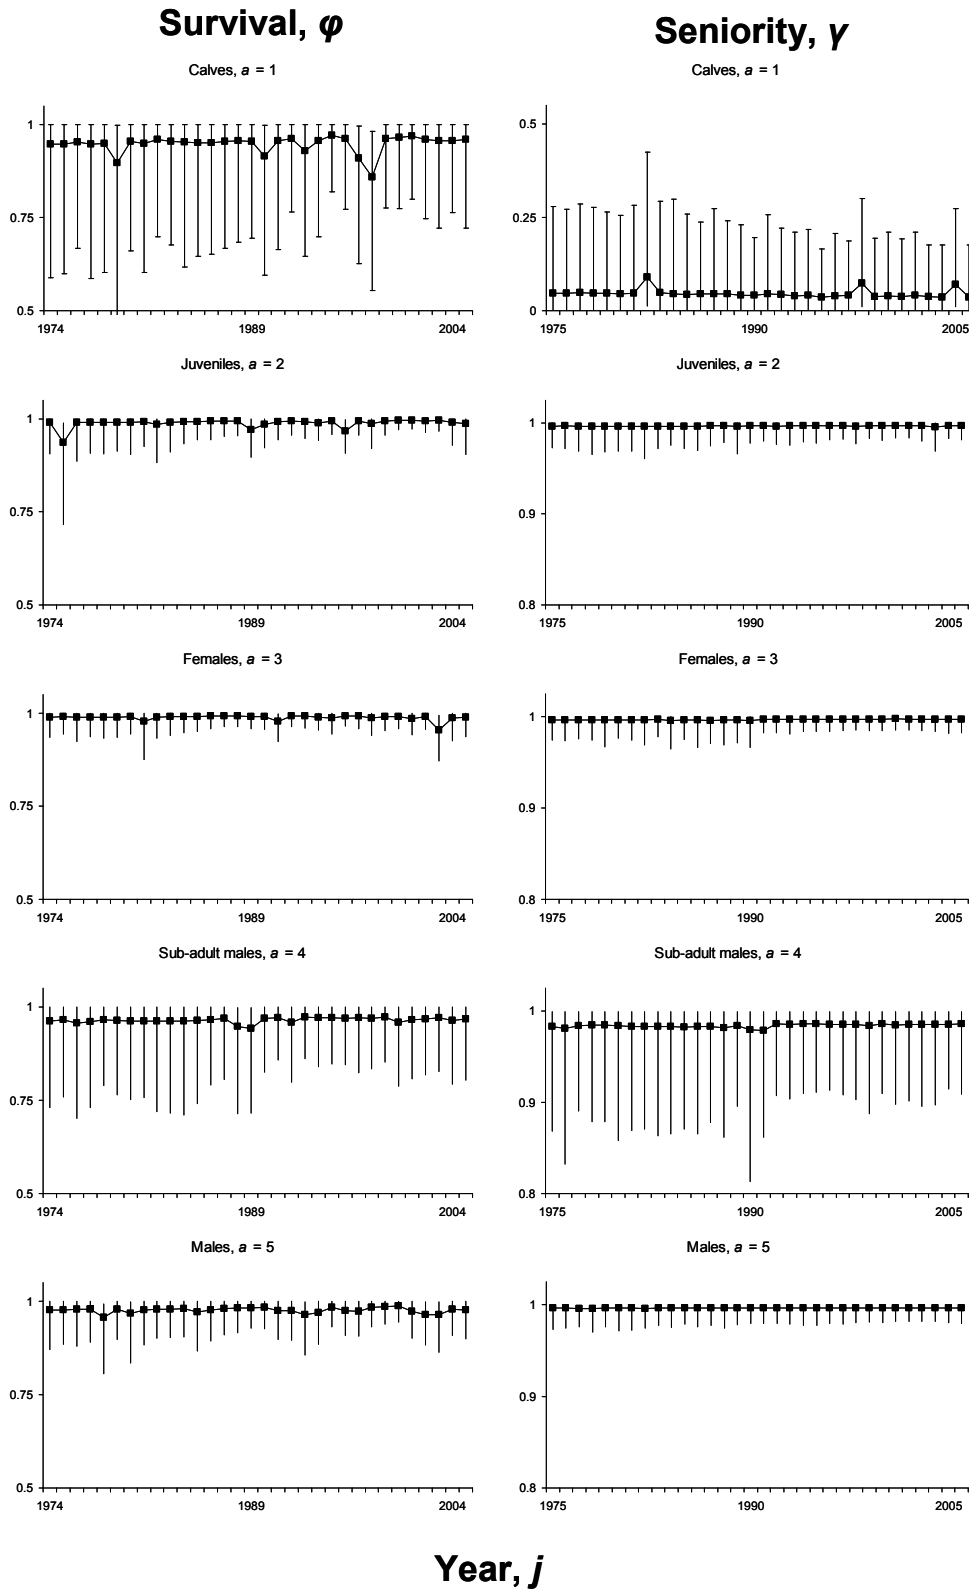 Survival, φ
Seniority, γ
Calves, a = 1
Calves, a = 1
1
0.75
0.5
1974 1989 2004
0.5
0.25
0
1975 1990 2005
Juveniles, a = 2
Juveniles, a = 2
1
0.75
0.5
1974 1989 2004
1
0.9
0.8
1975 1990 2005
Females, a = 3
Females, a = 3
1
0.75
0.5
1974 1989 2004
1
0.9
0.8
1975 1990 2005
Sub-adult males, a = 4
Sub-adult males, a = 4
1
0.75
0.5
1974 1989 2004
1
0.9
0.8
1975 1990 2005
Males, a = 5
Males, a = 5
1
0.75
0.5
1974 1989 2004
1
0.9
0.8
1975 1990 2005
Year, j